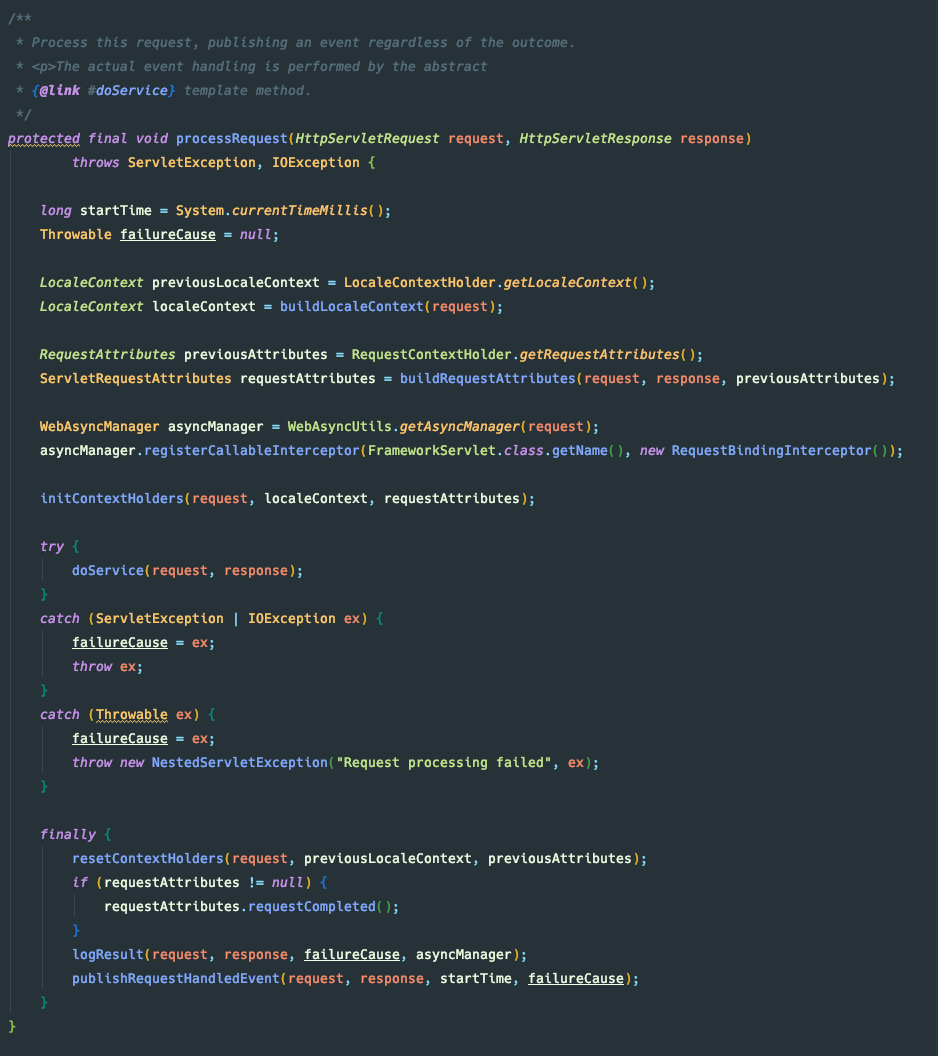 /**
 * Process this request, publishing an event regardless of the outcome.
 * <p>The actual event handling is performed by the abstract
 * {@link #doService} template method.
 */
protected final void processRequest(HttpServletRequest request, HttpServletResponse response)
        throws ServletException, IOException {

    long startTime = System.currentTimeMillis();
    Throwable failureCause = null;

    LocaleContext previousLocaleContext = LocaleContextHolder.getLocaleContext();
    LocaleContext localeContext = buildLocaleContext(request);

    RequestAttributes previousAttributes = RequestContextHolder.getRequestAttributes();
    ServletRequestAttributes requestAttributes = buildRequestAttributes(request, response, previousAttributes);

    WebAsyncManager asyncManager = WebAsyncUtils.getAsyncManager(request);
    asyncManager.registerCallableInterceptor(FrameworkServlet.class.getName(), new RequestBindingInterceptor());

    initContextHolders(request, localeContext, requestAttributes);

    try {
        doService(request, response);
    }
    catch (ServletException | IOException ex) {
        failureCause = ex;
        throw ex;
    }
    catch (Throwable ex) {
        failureCause = ex;
        throw new NestedServletException("Request processing failed", ex);
    }

    finally {
        resetContextHolders(request, previousLocaleContext, previousAttributes);
        if (requestAttributes != null) {
            requestAttributes.requestCompleted();
        }
        logResult(request, response, failureCause, asyncManager);
        publishRequestHandledEvent(request, response, startTime, failureCause);
    }
}